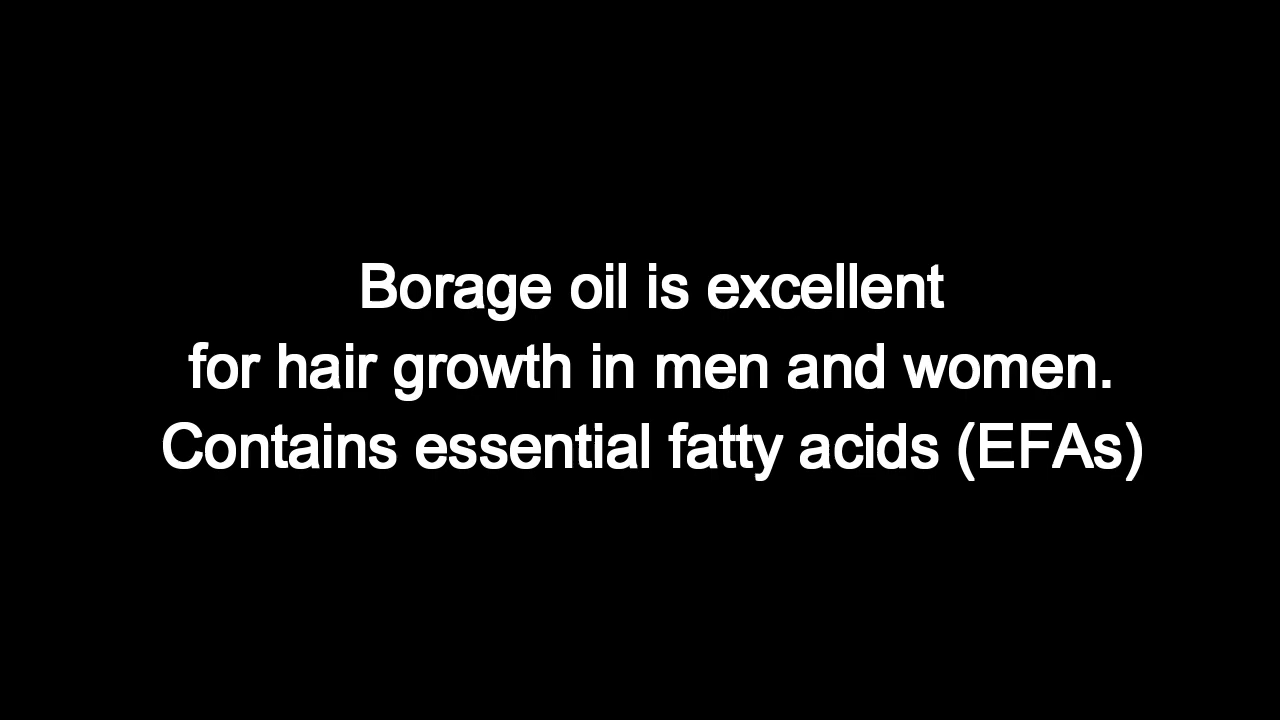 Borage oil is excellent
for hair growth in men and women.
Contains essential fatty acids (EFAs)